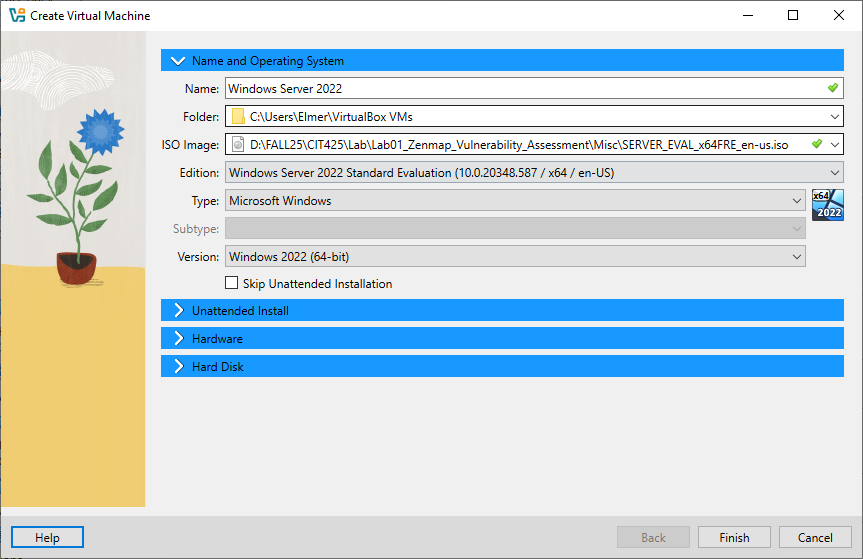 Create Virtual Machine
Name and Operating System
Name: Windows Server 2022
Folder: C:\Users\Elmer\VirtualBox VMs
ISO Image: D:\FALL25\CIT425\Lab\Lab01_Zenmap_Vulnerability_Assessment\Misc\SERVER_EVAL_x64FRE_en-us.iso
Edition: Windows Server 2022 Standard Evaluation (10.0.20348.587 / x64 / en-US)
Type: Microsoft Windows
x64
2022
Subtype:
Version: Windows 2022 (64-bit)
Skip Unattended Installation
Unattended Install
Hardware
Hard Disk
Help Back Finish Cancel